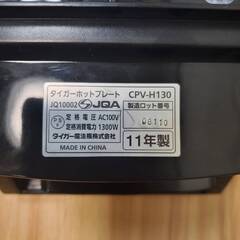 タイガーホットプレート CPV-H130
JQ10002 JQA 製造ロット番号
定格電圧 AC100V
定格消費電力 1300W
06110
タイガー魔法瓶株式会社
11年製
MADE IN CHINA